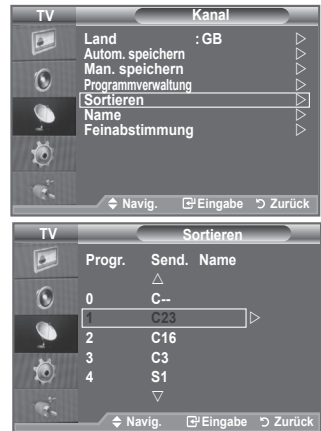 TV Kanal
Land : GB
Autom. speichern
Man. speichern
Programmverwaltung
Sortieren
Name
Feinabstimmung
Navig. Eingabe Zurück
TV Sortieren
Progr. Send. Name
0 C--
1 C23
2 C16
3 C3
4 S1
Navig. Eingabe Zurück